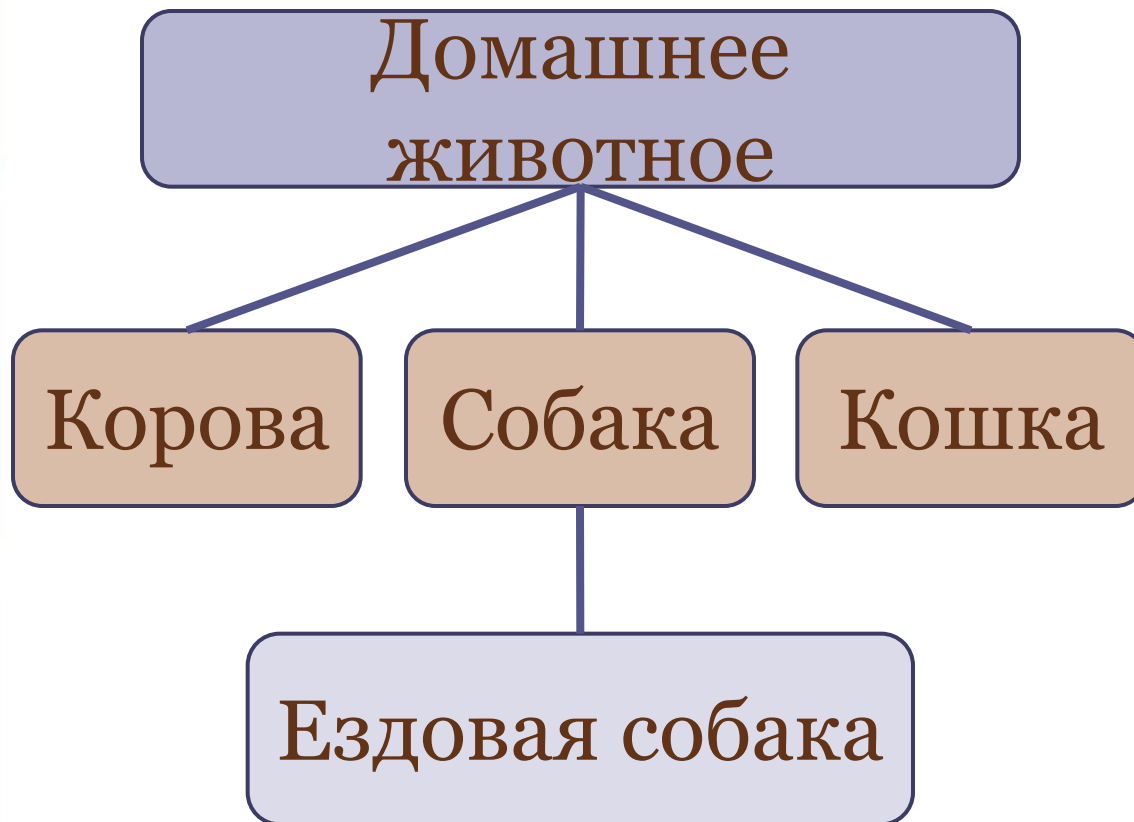 Домашнее
животное
Корова
Собака
Кошка
Ездовая собака